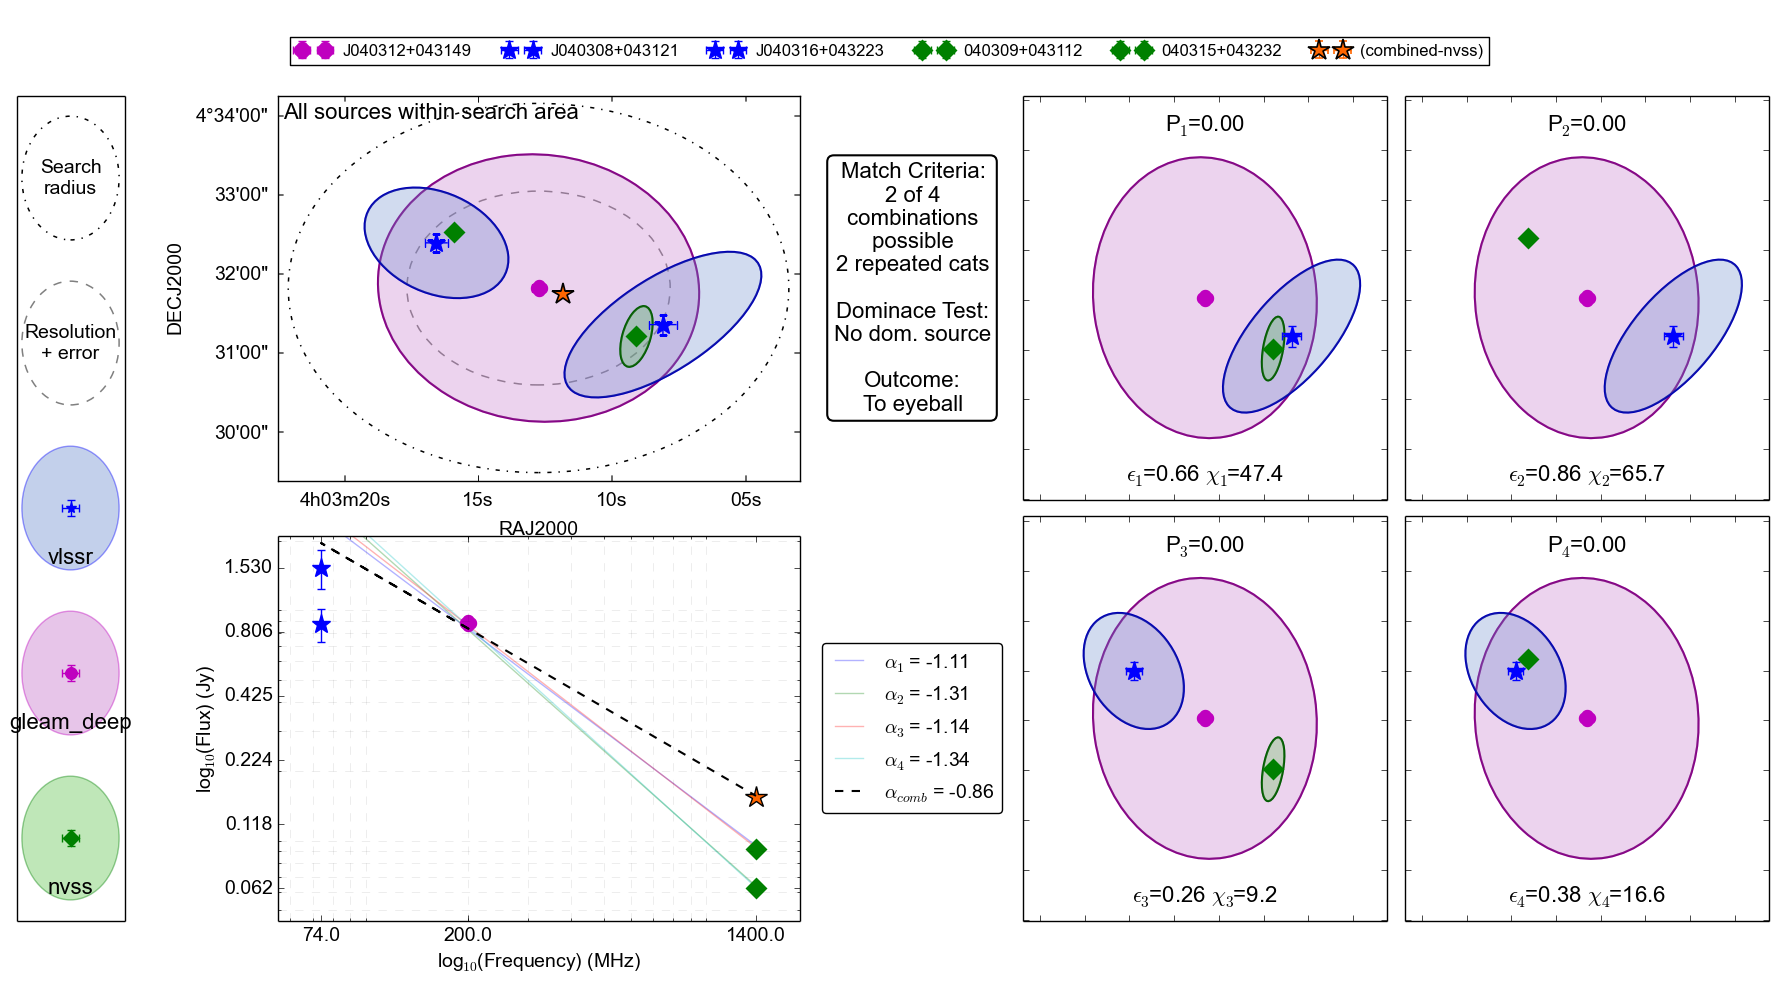 J040312+043149 J040308+043121 J040316+043223 040309+043112 040315+043232 (combined-nvss)
Search
radius
Resolution
+ error
vlssr
gleam_deep
nvss
All sources within search area
4°34'00"
33'00"
32'00"
31'00"
30'00"
DECJ2000
4h03m20s 15s 10s 05s
RAJ2000
Match Criteria:
2 of 4
combinations
possible
2 repeated cats
Dominace Test:
No dom. source
Outcome:
To eyeball
1.530
0.806
0.425
0.224
0.118
0.062
log₁₀(Flux) (Jy)
74.0 200.0 1400.0
log₁₀(Frequency) (MHz)
α₁ = -1.11
α₂ = -1.31
α₃ = -1.14
α₄ = -1.34
α_comb = -0.86
P₁=0.00
ϵ₁=0.66 χ₁=47.4
P₂=0.00
ϵ₂=0.86 χ₂=65.7
P₃=0.00
ϵ₃=0.26 χ₃=9.2
P₄=0.00
ϵ₄=0.38 χ₄=16.6